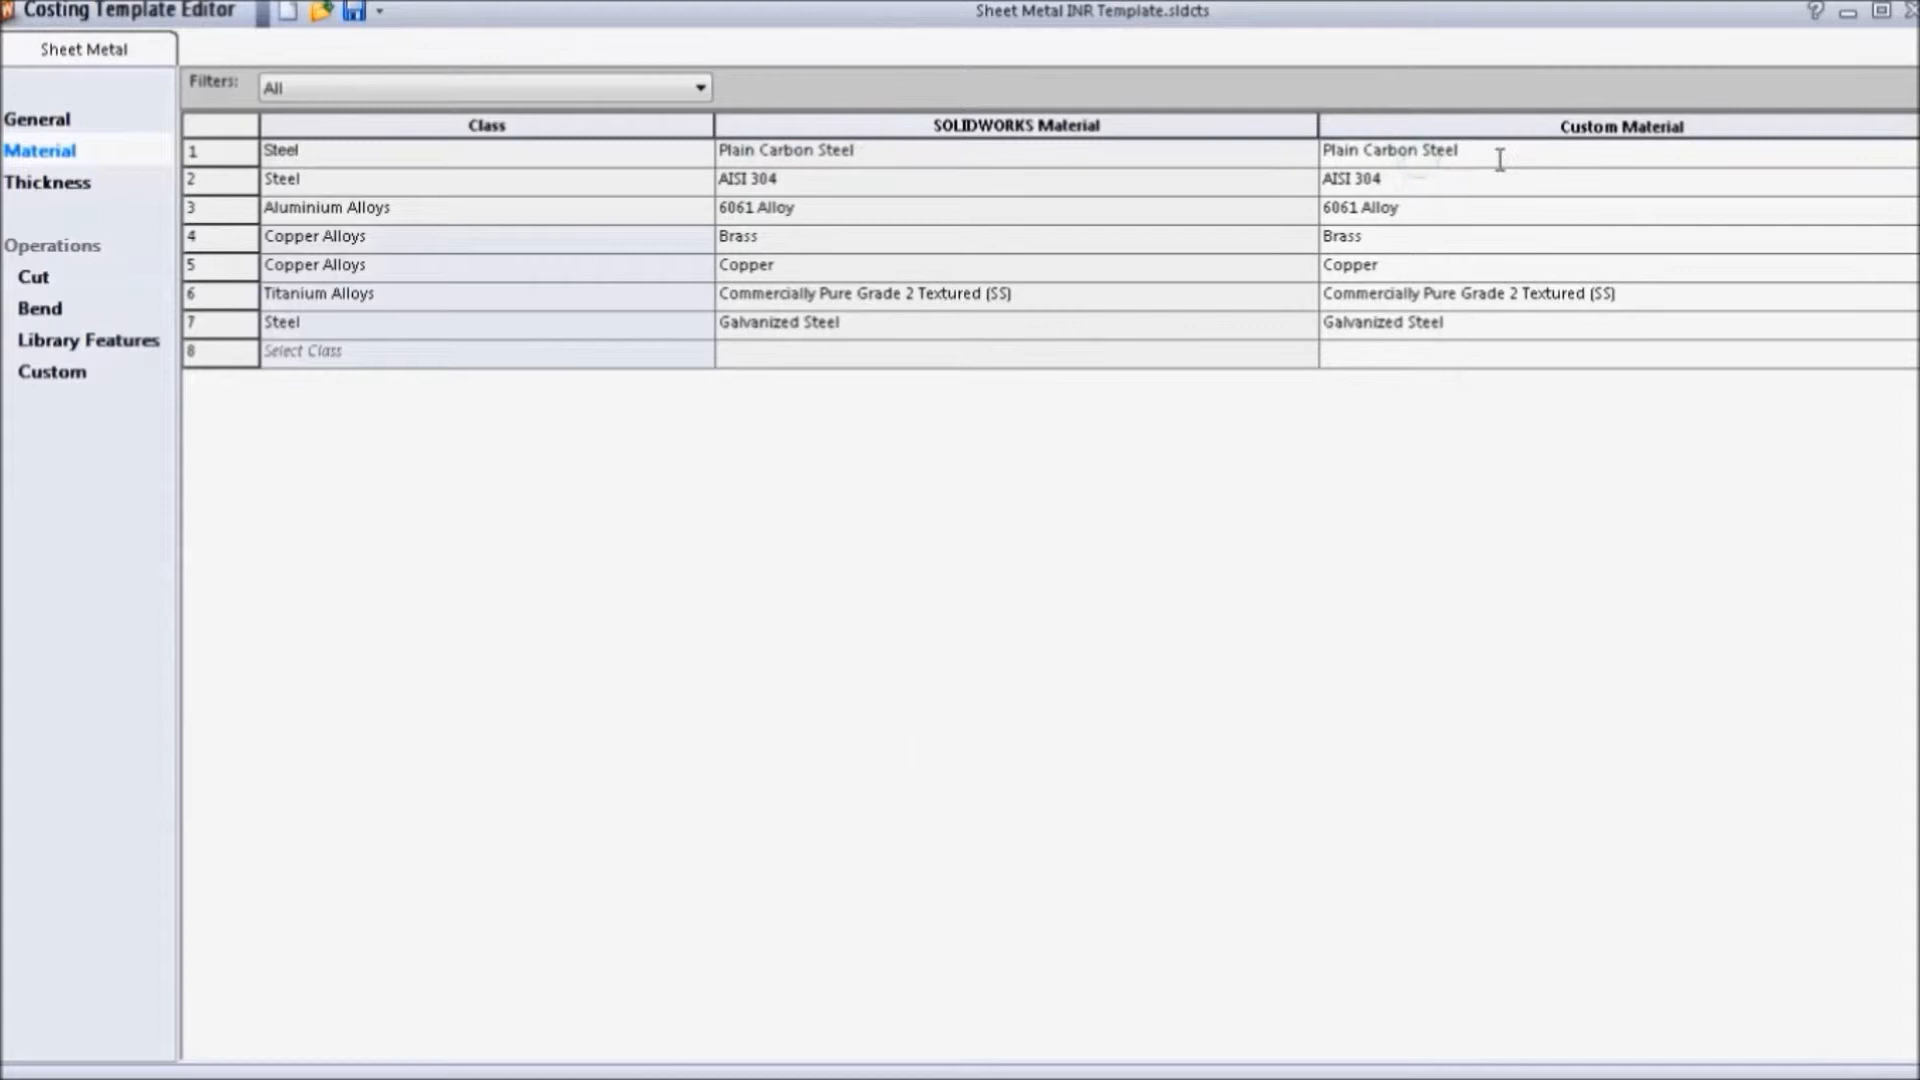 Costing Template Editor
Sheet Metal INR Template.sldcts
Sheet Metal
Filters:
All
General
Material
Thickness
Operations
Cut
Bend
Library Features
Custom
Class SOLIDWORKS Material Custom Material
1 Steel Plain Carbon Steel Plain Carbon Steel
2 Steel AISI 304 AISI 304
3 Aluminium Alloys 6061 Alloy 6061 Alloy
4 Copper Alloys Brass Brass
5 Copper Alloys Copper Copper
6 Titanium Alloys Commercially Pure Grade 2 Textured (SS) Commercially Pure Grade 2 Textured (SS)
7 Steel Galvanized Steel Galvanized Steel
8 Select Class